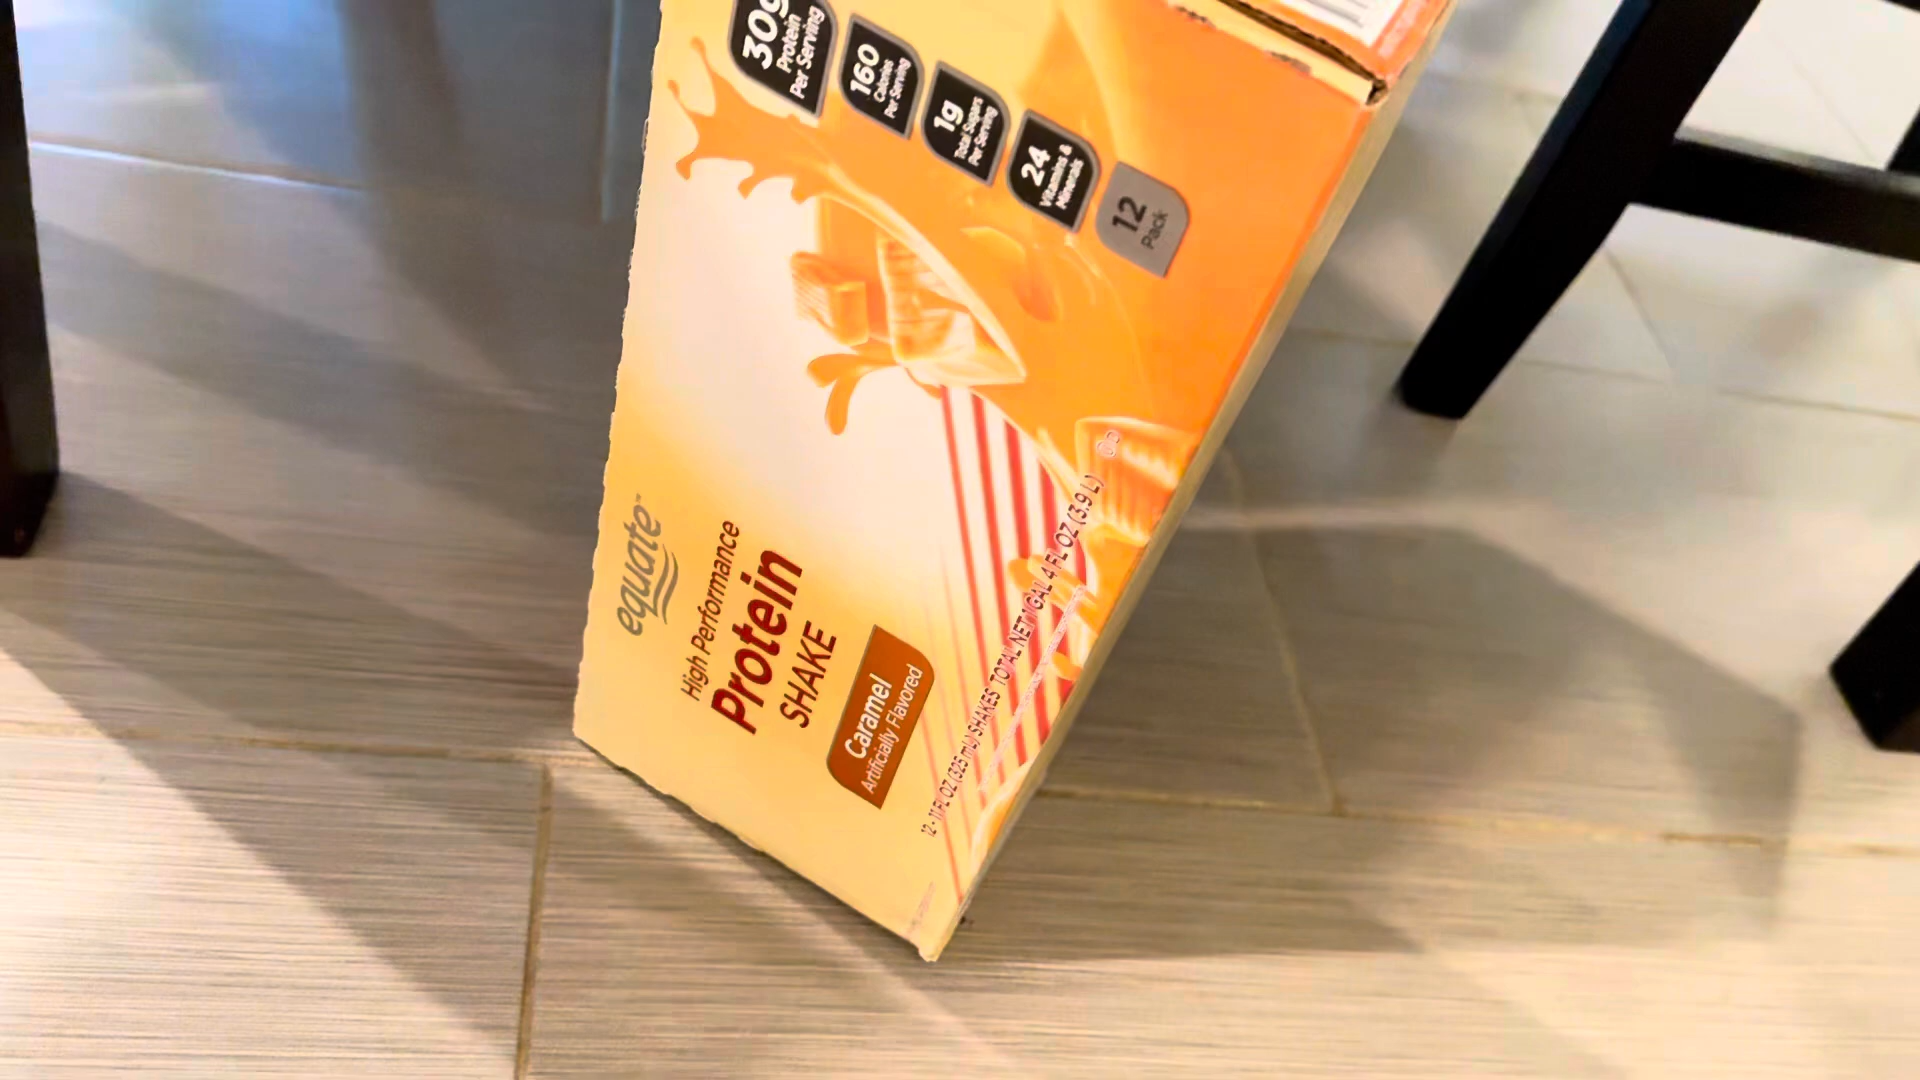 equate™
High Performance
Protein
SHAKE
Caramel
Artificially Flavored
30g
Protein
Per Serving
160
Calories
Per Serving
1g
Total Sugars
Per Serving
24
Vitamins &
Minerals
12
Pack
12 - 11 FL OZ (325 mL) SHAKES TOTAL NET 1 GAL 4 FL OZ (3.9 L)